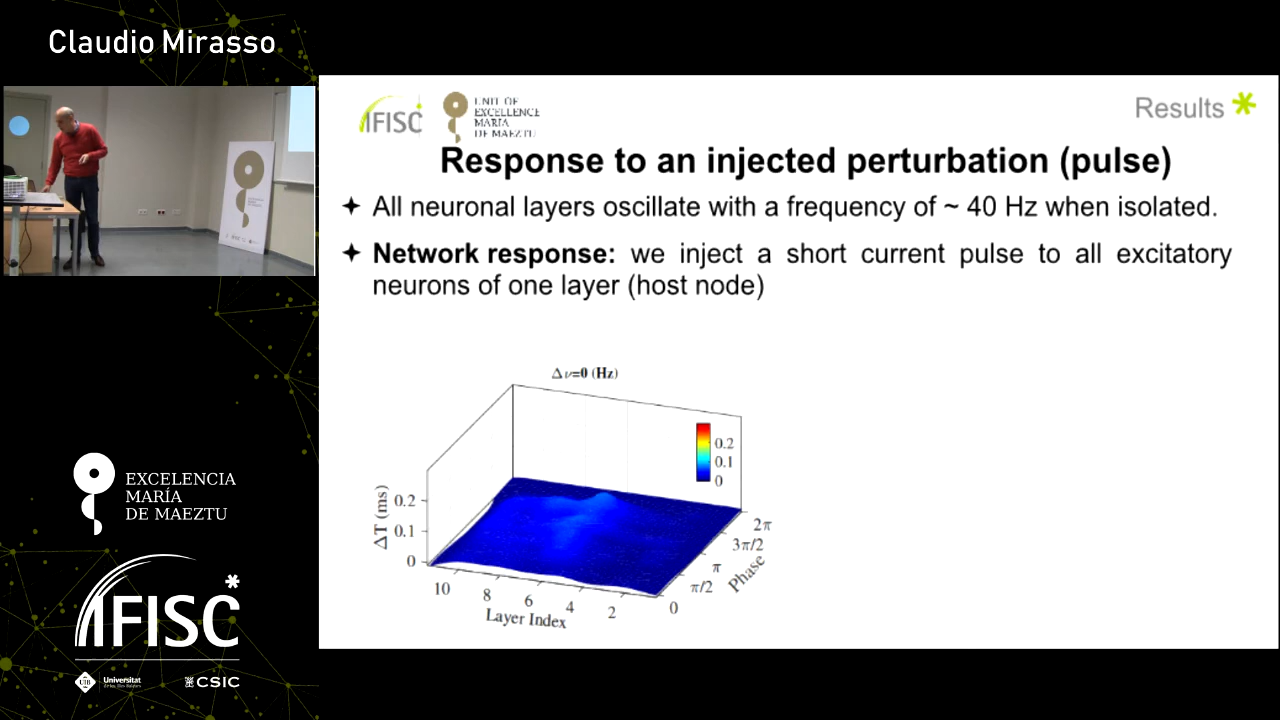 Claudio Mirasso
IFISC
UNIT OF
EXCELLENCE
MARÍA
DE MAEZTU
Results
Response to an injected perturbation (pulse)
All neuronal layers oscillate with a frequency of ~ 40 Hz when isolated.
Network response: we inject a short current pulse to all excitatory
neurons of one layer (host node)
Δν=0 (Hz)
0.2
0.1
0
ΔT (ms)
0.2
0.1
0
10
8
6
4
2
Layer Index
0
π/2
π
3π/2
2π
Phase
EXCELENCIA
MARÍA
DE MAEZTU
IFISC
UIB
Universitat
CSIC